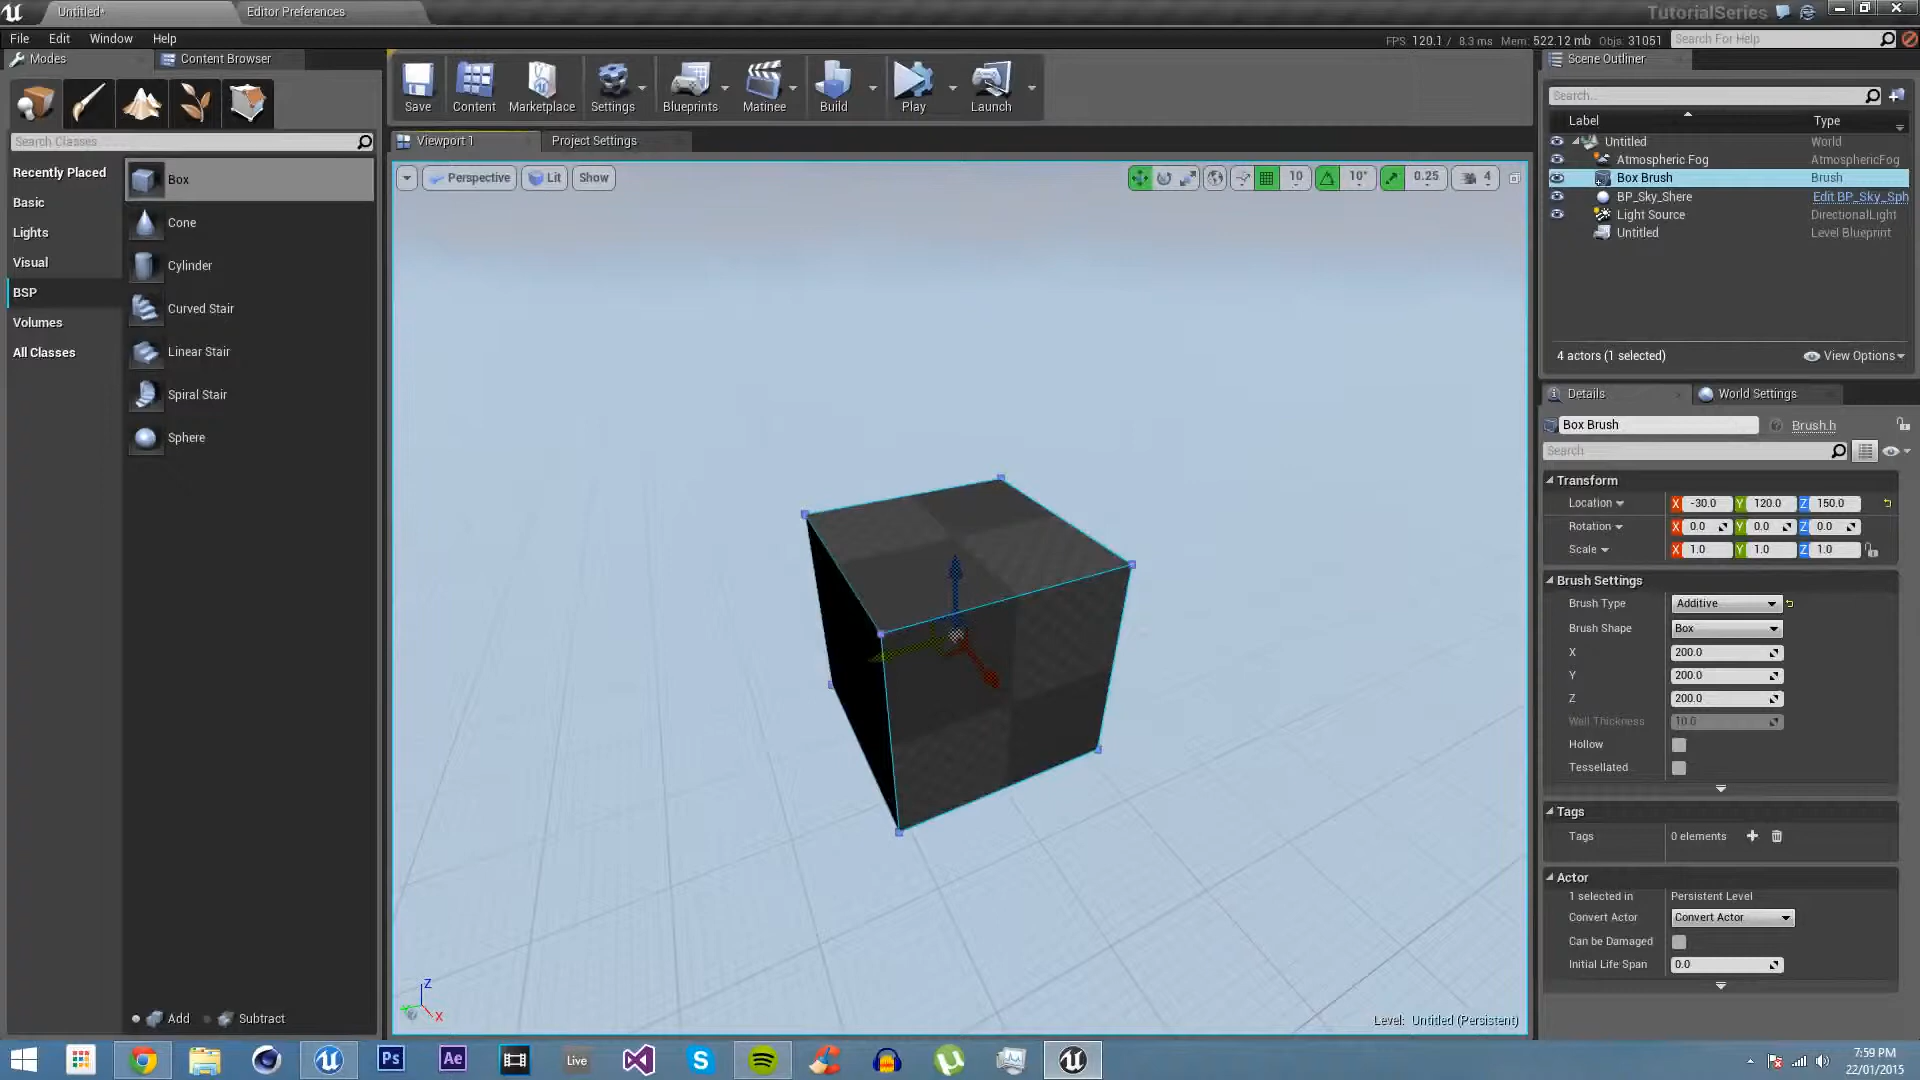 Untitled*
Editor Preferences
TutorialSeries
File Edit Window Help
FPS: 120.1 / 8.3 ms Mem: 522.12 mb Objs: 31051
Search For Help
Modes
Content Browser
Search Classes
Recently Placed
Basic
Lights
Visual
BSP
Volumes
All Classes
Box
Cone
Cylinder
Curved Stair
Linear Stair
Spiral Stair
Sphere
Add
Subtract
Save
Content
Marketplace
Settings
Blueprints
Matinee
Build
Play
Launch
Viewport 1
Project Settings
Perspective
Lit
Show
10
10°
0.25
4
Z
X
Level: Untitled (Persistent)
Scene Outliner
Search...
Label Type
Untitled World
Atmospheric Fog AtmosphericFog
Box Brush Brush
BP_Sky_Shere Edit BP_Sky_Sph
Light Source DirectionalLight
Untitled Level Blueprint
4 actors (1 selected)
View Options
Details
World Settings
Box Brush
Brush.h
Search
Transform
Location X -30.0 Y 120.0 Z 150.0
Rotation X 0.0 Y 0.0 Z 0.0
Scale X 1.0 Y 1.0 Z 1.0
Brush Settings
Brush Type Additive
Brush Shape Box
X 200.0
Y 200.0
Z 200.0
Wall Thickness 10.0
Hollow
Tessellated
Tags
Tags 0 elements
Actor
1 selected in Persistent Level
Convert Actor Convert Actor
Can be Damaged
Initial Life Span 0.0
Ps
Ae
Live
7:59 PM
22/01/2015